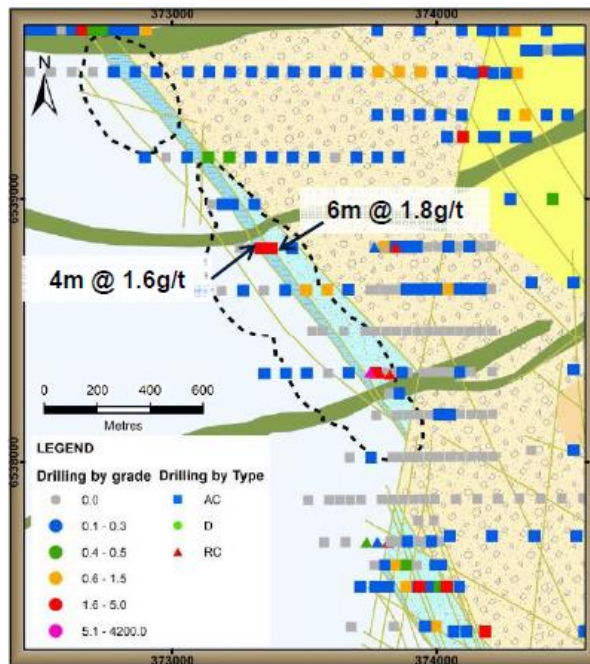 373000 374000
N
6539000
6m @ 1.8g/t
4m @ 1.6g/t
0 200 400 600
Metres
6538000
LEGEND
Drilling by grade Drilling by Type
0.0 AC
0.1 - 0.3 D
0.4 - 0.5 RC
0.6 - 1.5
1.6 - 5.0
5.1 - 4200.0
373000 374000